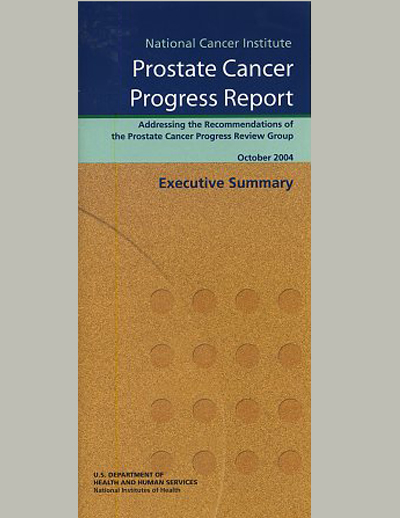 National Cancer Institute
Prostate Cancer
Progress Report
Addressing the Recommendations of
the Prostate Cancer Progress Review Group
October 2004
Executive Summary
U.S. DEPARTMENT OF
HEALTH AND HUMAN SERVICES
National Institutes of Health